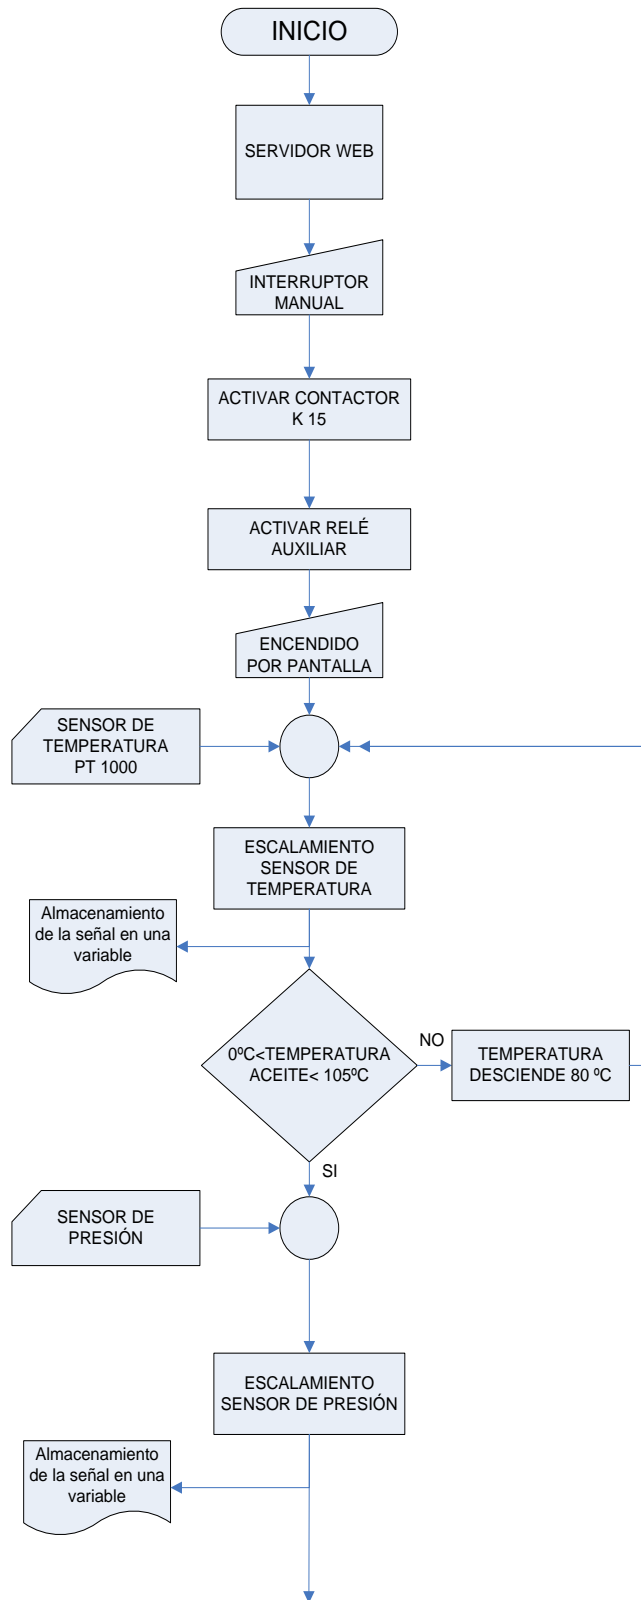 INICIO
SERVIDOR WEB
INTERRUPTOR
MANUAL
ACTIVAR CONTACTOR
K 15
ACTIVAR RELÉ
AUXILIAR
ENCENDIDO
POR PANTALLA
SENSOR DE
TEMPERATURA
PT 1000
ESCALAMIENTO
SENSOR DE
TEMPERATURA
Almacenamiento
de la señal en una
variable
0ºC<TEMPERATURA
ACEITE< 105ºC
NO
TEMPERATURA
DESCIENDE 80 ºC
SI
SENSOR DE
PRESIÓN
ESCALAMIENTO
SENSOR DE PRESIÓN
Almacenamiento
de la señal en una
variable